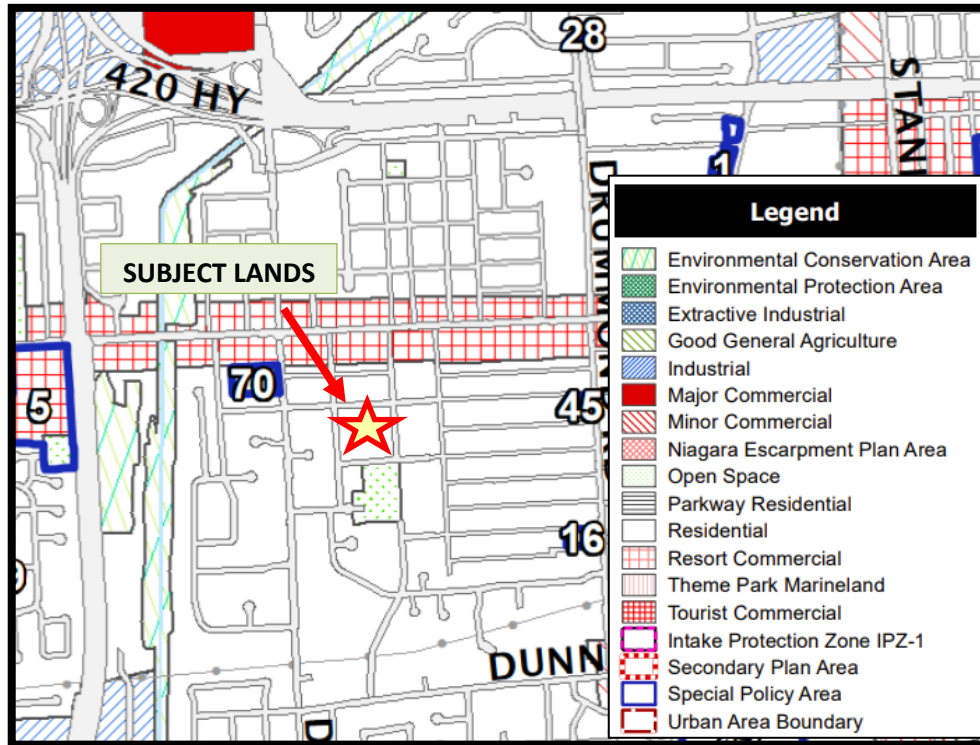 28
420 HY
STANL
1
DRUMMOND RD
SUBJECT LANDS
70
5
45
16
DUNN
D
Legend
Environmental Conservation Area
Environmental Protection Area
Extractive Industrial
Good General Agriculture
Industrial
Major Commercial
Minor Commercial
Niagara Escarpment Plan Area
Open Space
Parkway Residential
Residential
Resort Commercial
Theme Park Marineland
Tourist Commercial
Intake Protection Zone IPZ-1
Secondary Plan Area
Special Policy Area
Urban Area Boundary